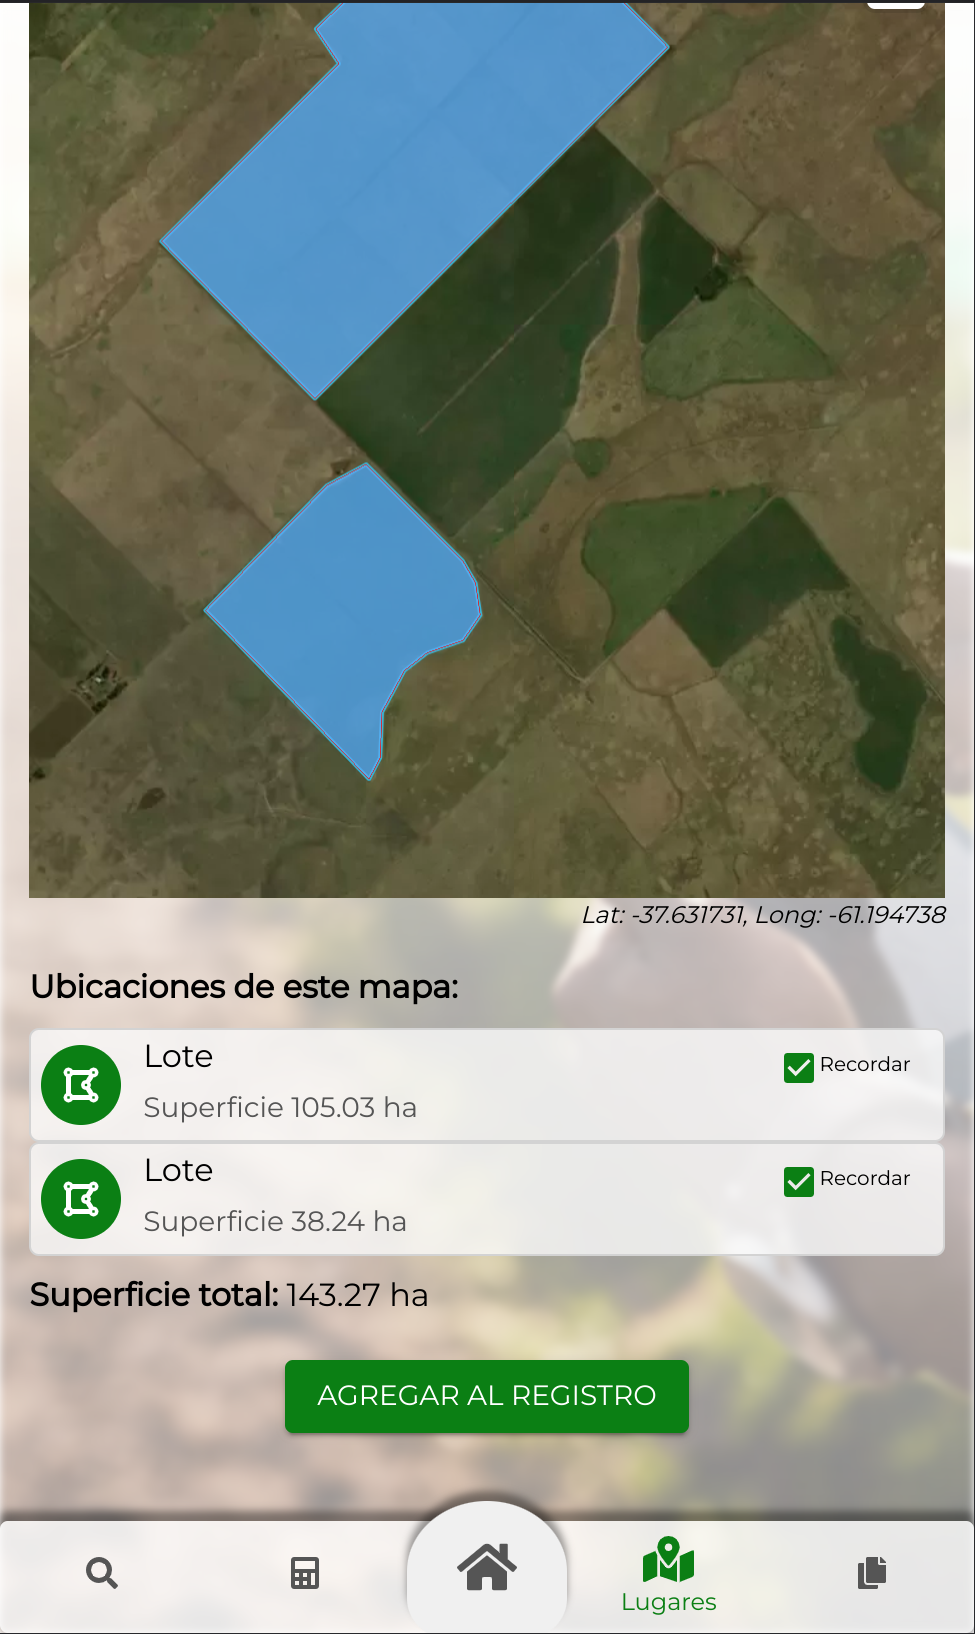 Lat: -37.631731, Long: -61.194738
Ubicaciones de este mapa:
Lote
Recordar
Superficie 105.03 ha
Lote
Recordar
Superficie 38.24 ha
Superficie total: 143.27 ha
AGREGAR AL REGISTRO
Lugares